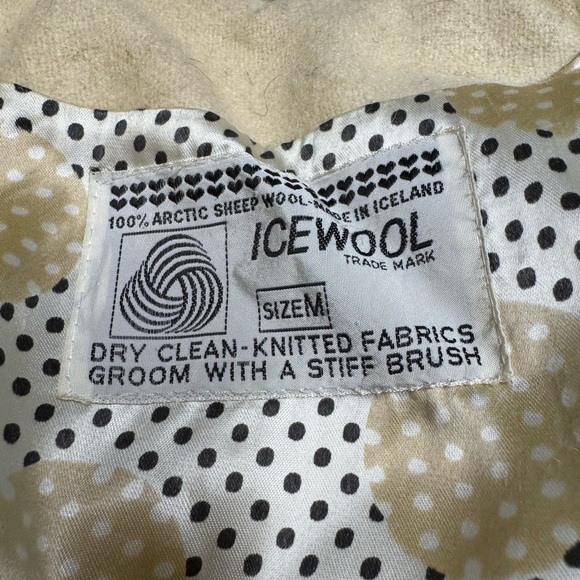 100% ARCTIC SHEEP WOOL-MADE IN ICELAND
ICEWOOL
TRADE MARK
SIZE M
DRY CLEAN-KNITTED FABRICS
GROOM WITH A STIFF BRUSH